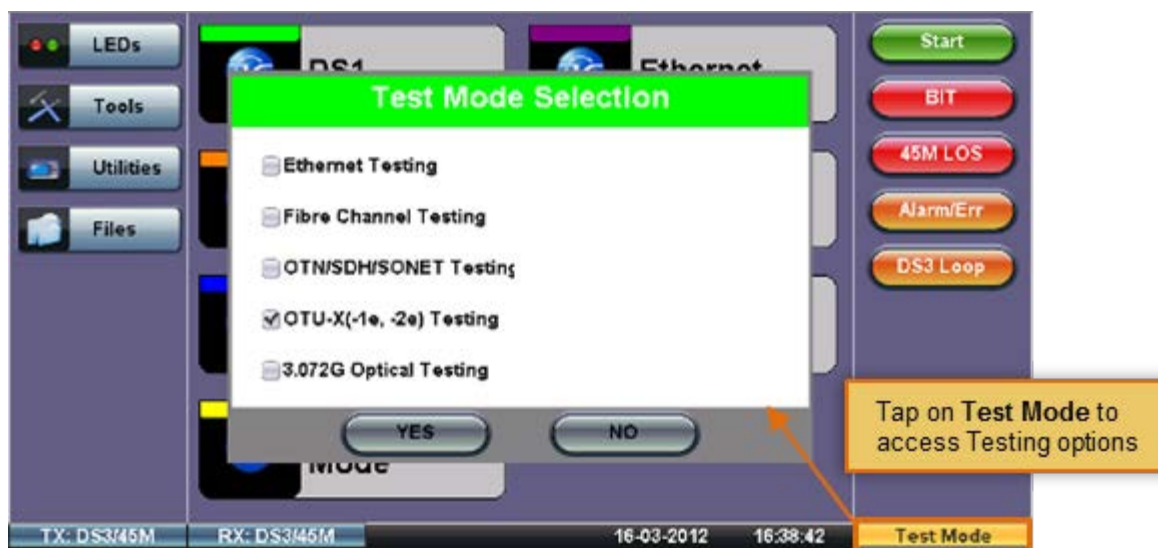 LEDs
Tools
Utilities
Files
DS1
Ethernet
Test Mode Selection
Ethernet Testing
Fibre Channel Testing
OTN/SDH/SONET Testing
OTU-X(-1e, -2e) Testing
3.072G Optical Testing
YES
NO
Mode
Start
BIT
45M LOS
Alarm/Err
DS3 Loop
Tap on Test Mode to
access Testing options
TX: DS3/45M
RX: DS3/45M
16-03-2012
16:38:42
Test Mode